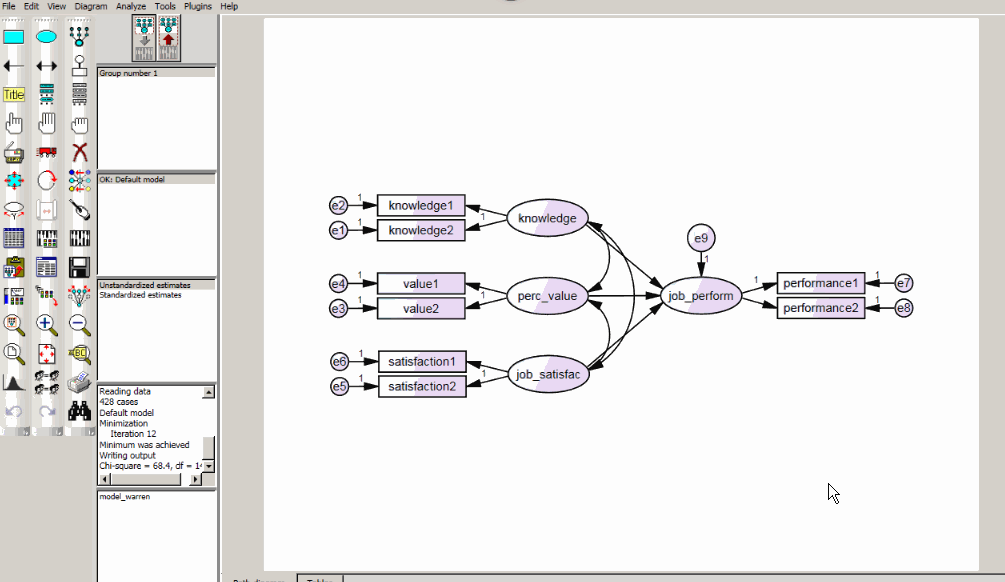 File Edit View Diagram Analyze Tools Plugins Help
Title
Group number 1
OK: Default model
Unstandardized estimates
Standardized estimates
Reading data
428 cases
Default model
Minimization
Iteration 12
Minimum was achieved
Writing output
Chi-square = 68.4, df = 14
model_warren
e2 1 knowledge1
e1 1 knowledge2
1
knowledge
e4 1 value1
e3 1 value2
1
perc_value
e6 1 satisfaction1
e5 1 satisfaction2
1
job_satisfac
e9
1
job_perform
1
performance1 1 e7
performance2 1 e8